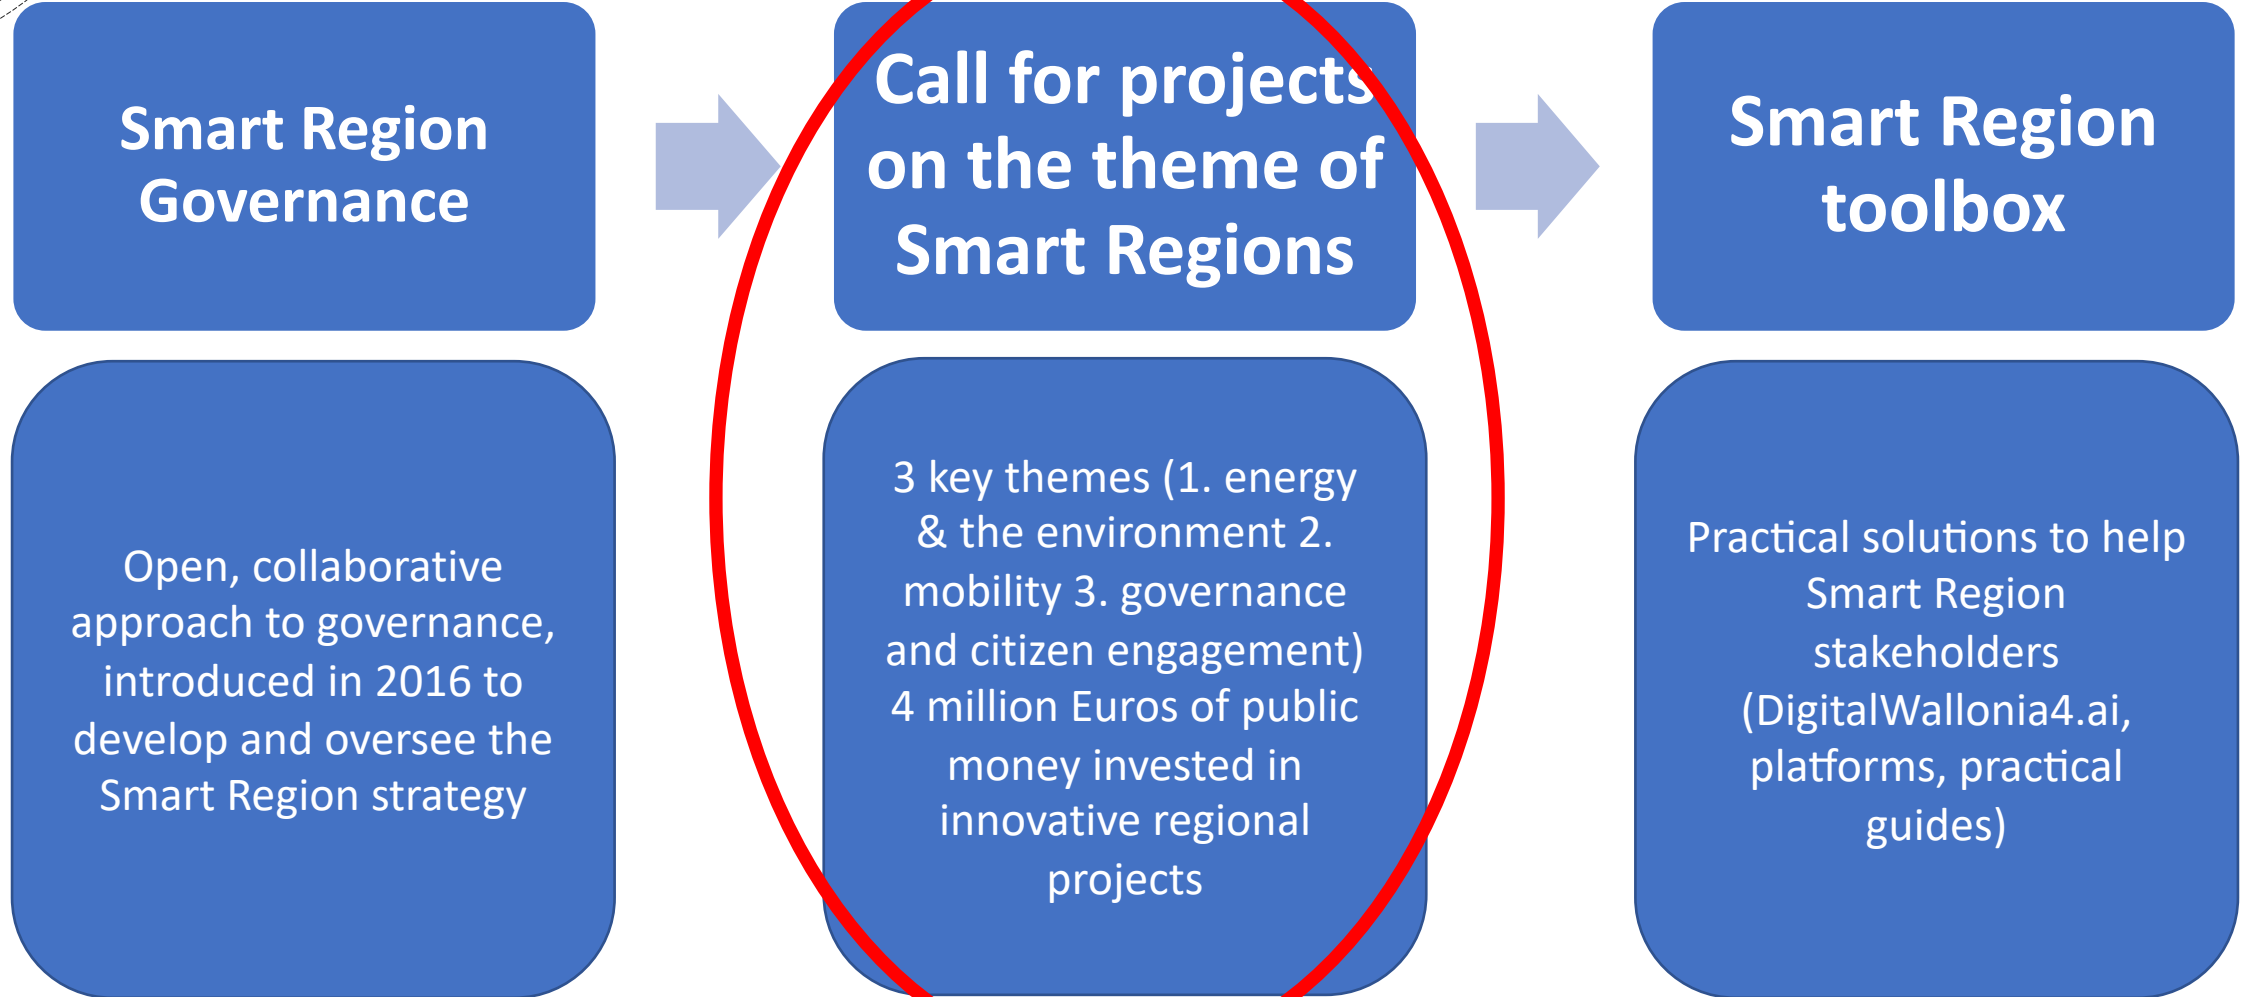 Smart Region
Governance
Call for projects
on the theme of
Smart Regions
Smart Region
toolbox
Open, collaborative
approach to governance,
introduced in 2016 to
develop and oversee the
Smart Region strategy
3 key themes (1. energy
& the environment 2.
mobility 3. governance
and citizen engagement)
4 million Euros of public
money invested in
innovative regional
projects
Practical solutions to help
Smart Region
stakeholders
(DigitalWallonia4.ai,
platforms, practical
guides)